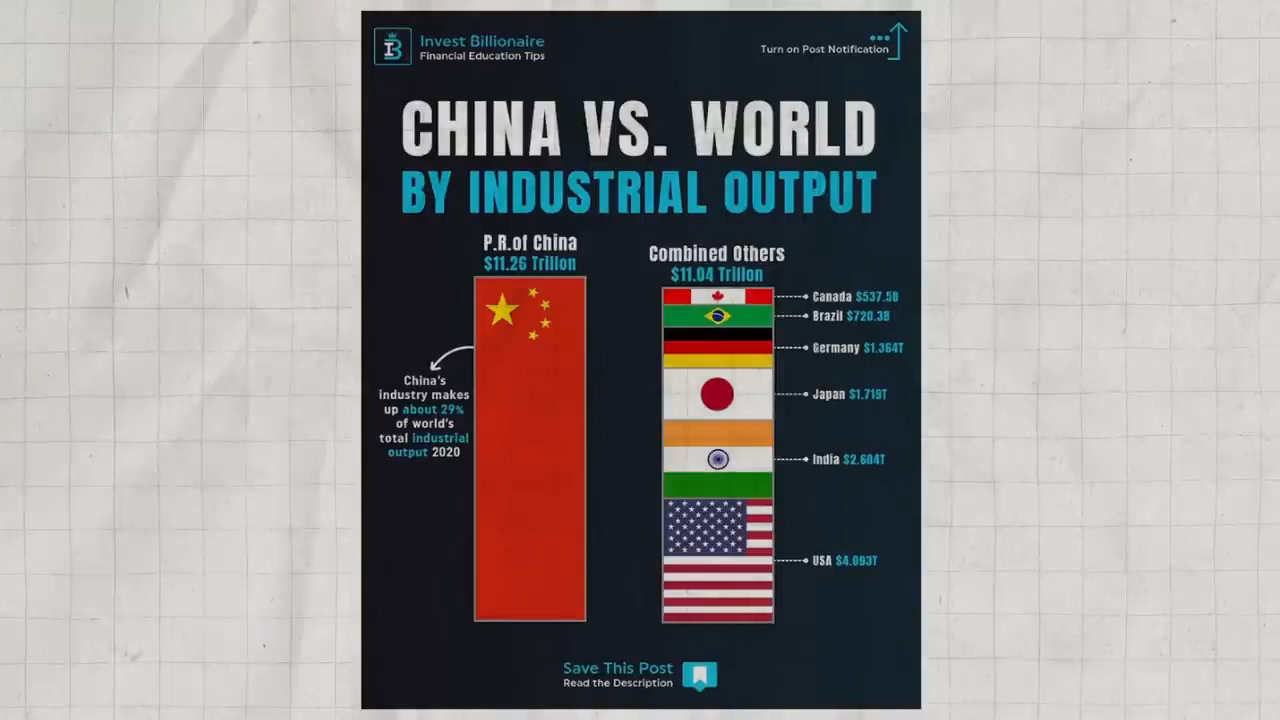 Invest Billionaire
Financial Education Tips
Turn on Post Notification
CHINA VS. WORLD
BY INDUSTRIAL OUTPUT
P.R.of China
$11.26 Trilion
Combined Others
$11.04 Trillon
Canada $537.5B
Brazil $720.3B
Germany $1.364T
China's
industry makes
up about 29%
of world's
total industrial
output 2020
Japan $1.719T
India $2.604T
USA $4.093T
Save This Post
Read the Description